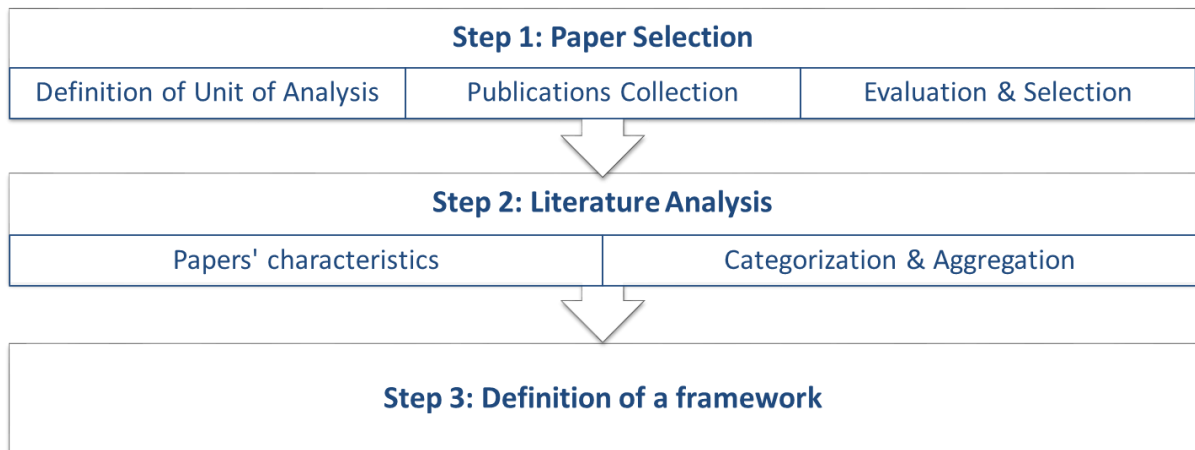 Step 1: Paper Selection
Definition of Unit of Analysis
Publications Collection
Evaluation & Selection
Step 2: Literature Analysis
Papers' characteristics
Categorization & Aggregation
Step 3: Definition of a framework